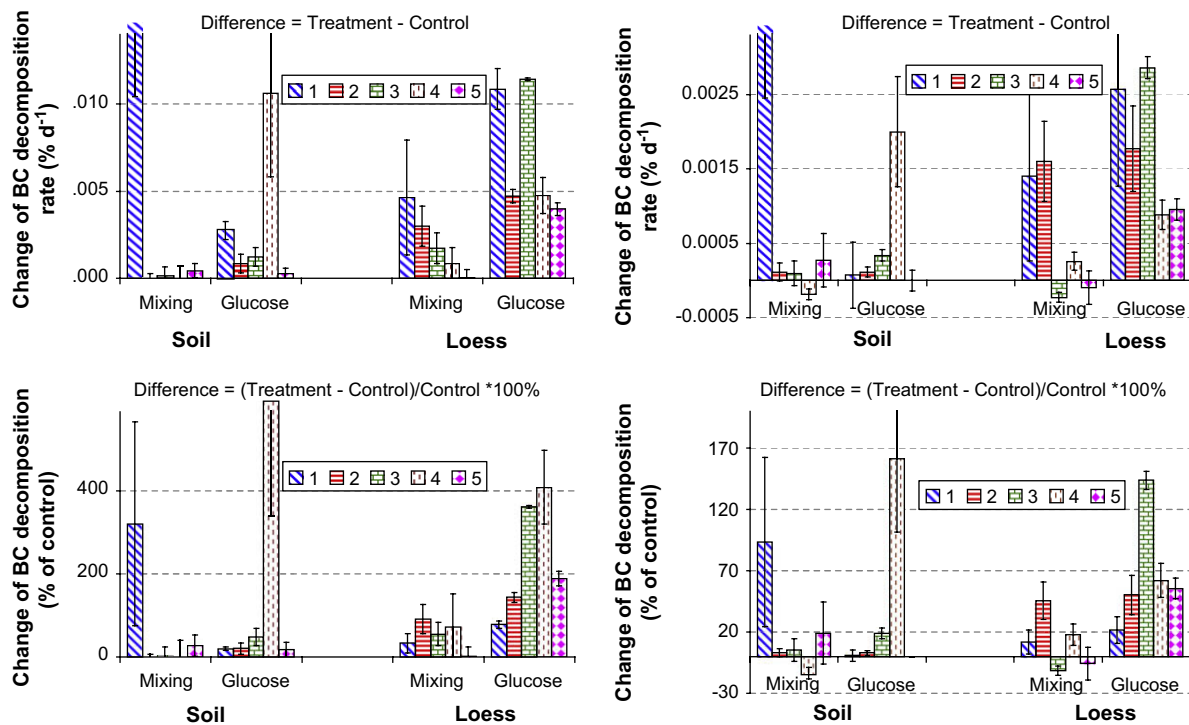 Difference = Treatment - Control
Change of BC decomposition
rate (% d-1)
.010
.005
.000
1 2 3 4 5
Mixing Glucose Mixing Glucose
Soil Loess
Difference = Treatment - Control
Change of BC decomposition
rate (% d-1)
0.0025
0.0015
0.0005
-0.0005
1 2 3 4 5
Mixing Glucose Mixing Glucose
Soil Loess
Difference = (Treatment - Control)/Control *100%
Change of BC decomposition
(% of control)
400
200
0
1 2 3 4 5
Mixing Glucose Mixing Glucose
Soil Loess
Difference = (Treatment - Control)/Control *100%
Change of BC decomposition
(% of control)
170
120
70
20
-30
1 2 3 4 5
Mixing Glucose Mixing Glucose
Soil Loess